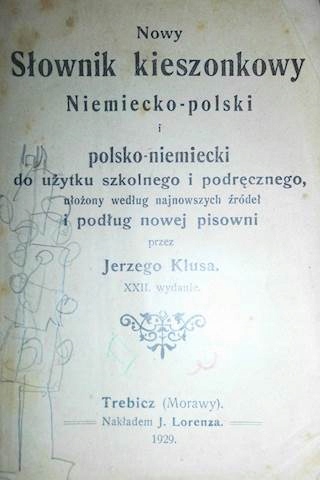 Nowy
Słownik kieszonkowy
Niemiecko-polski
i
polsko-niemiecki
do użytku szkolnego i podręcznego,
ułożony według najnowszych źródeł
i podług nowej pisowni
przez
Jerzego Klusa.
XXII. wydanie.
Trebicz (Morawy).
Nakładem J. Lorenza.
1929.